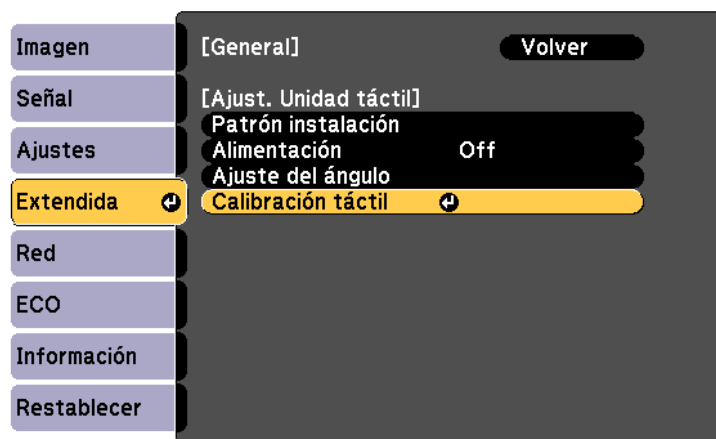 Imagen
Señal
Ajustes
Extendida
Red
ECO
Información
Restablecer
[General] Volver
[Ajust. Unidad táctil]
Patrón instalación
Alimentación Off
Ajuste del ángulo
Calibración táctil